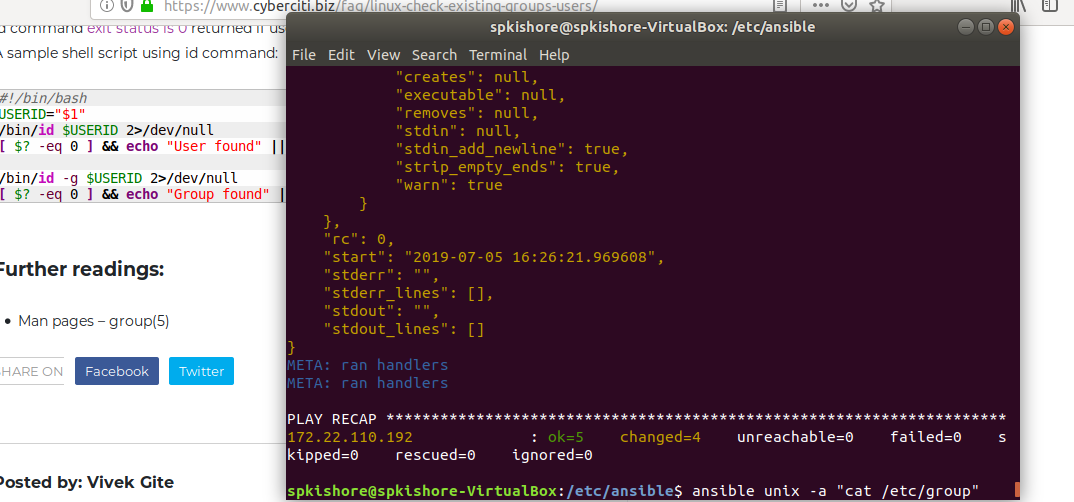 https://www.cyberciti.biz/faq/linux-check-existing-groups-users/
d command exit status is 0 returned if use
A sample shell script using id command:
#!/bin/bash
USERID="$1"
/bin/id $USERID 2>/dev/null
[ $? -eq 0 ] && echo "User found" ||
/bin/id -g $USERID 2>/dev/null
[ $? -eq 0 ] && echo "Group found" |
Further readings:
• Man pages – group(5)
SHARE ON Facebook Twitter
Posted by: Vivek Gite
spkishore@spkishore-VirtualBox: /etc/ansible
File Edit View Search Terminal Help
"creates": null,
"executable": null,
"removes": null,
"stdin": null,
"stdin_add_newline": true,
"strip_empty_ends": true,
"warn": true
}
},
"rc": 0,
"start": "2019-07-05 16:26:21.969608",
"stderr": "",
"stderr_lines": [],
"stdout": "",
"stdout_lines": []
}
META: ran handlers
META: ran handlers
PLAY RECAP *********************************************************************
172.22.110.192 : ok=5 changed=4 unreachable=0 failed=0 s
kipped=0 rescued=0 ignored=0
spkishore@spkishore-VirtualBox:/etc/ansible$ ansible unix -a "cat /etc/group"